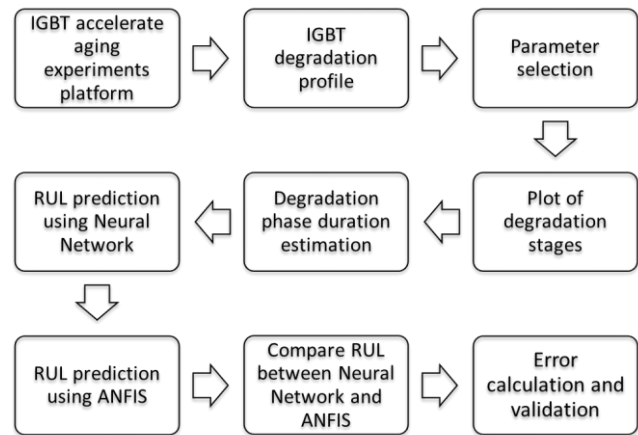 IGBT accelerate
aging
experiments
platform
IGBT
degradation
profile
Parameter
selection
Plot of
degradation
stages
Degradation
phase duration
estimation
RUL prediction
using Neural
Network
RUL prediction
using ANFIS
Compare RUL
between Neural
Network and
ANFIS
Error
calculation and
validation